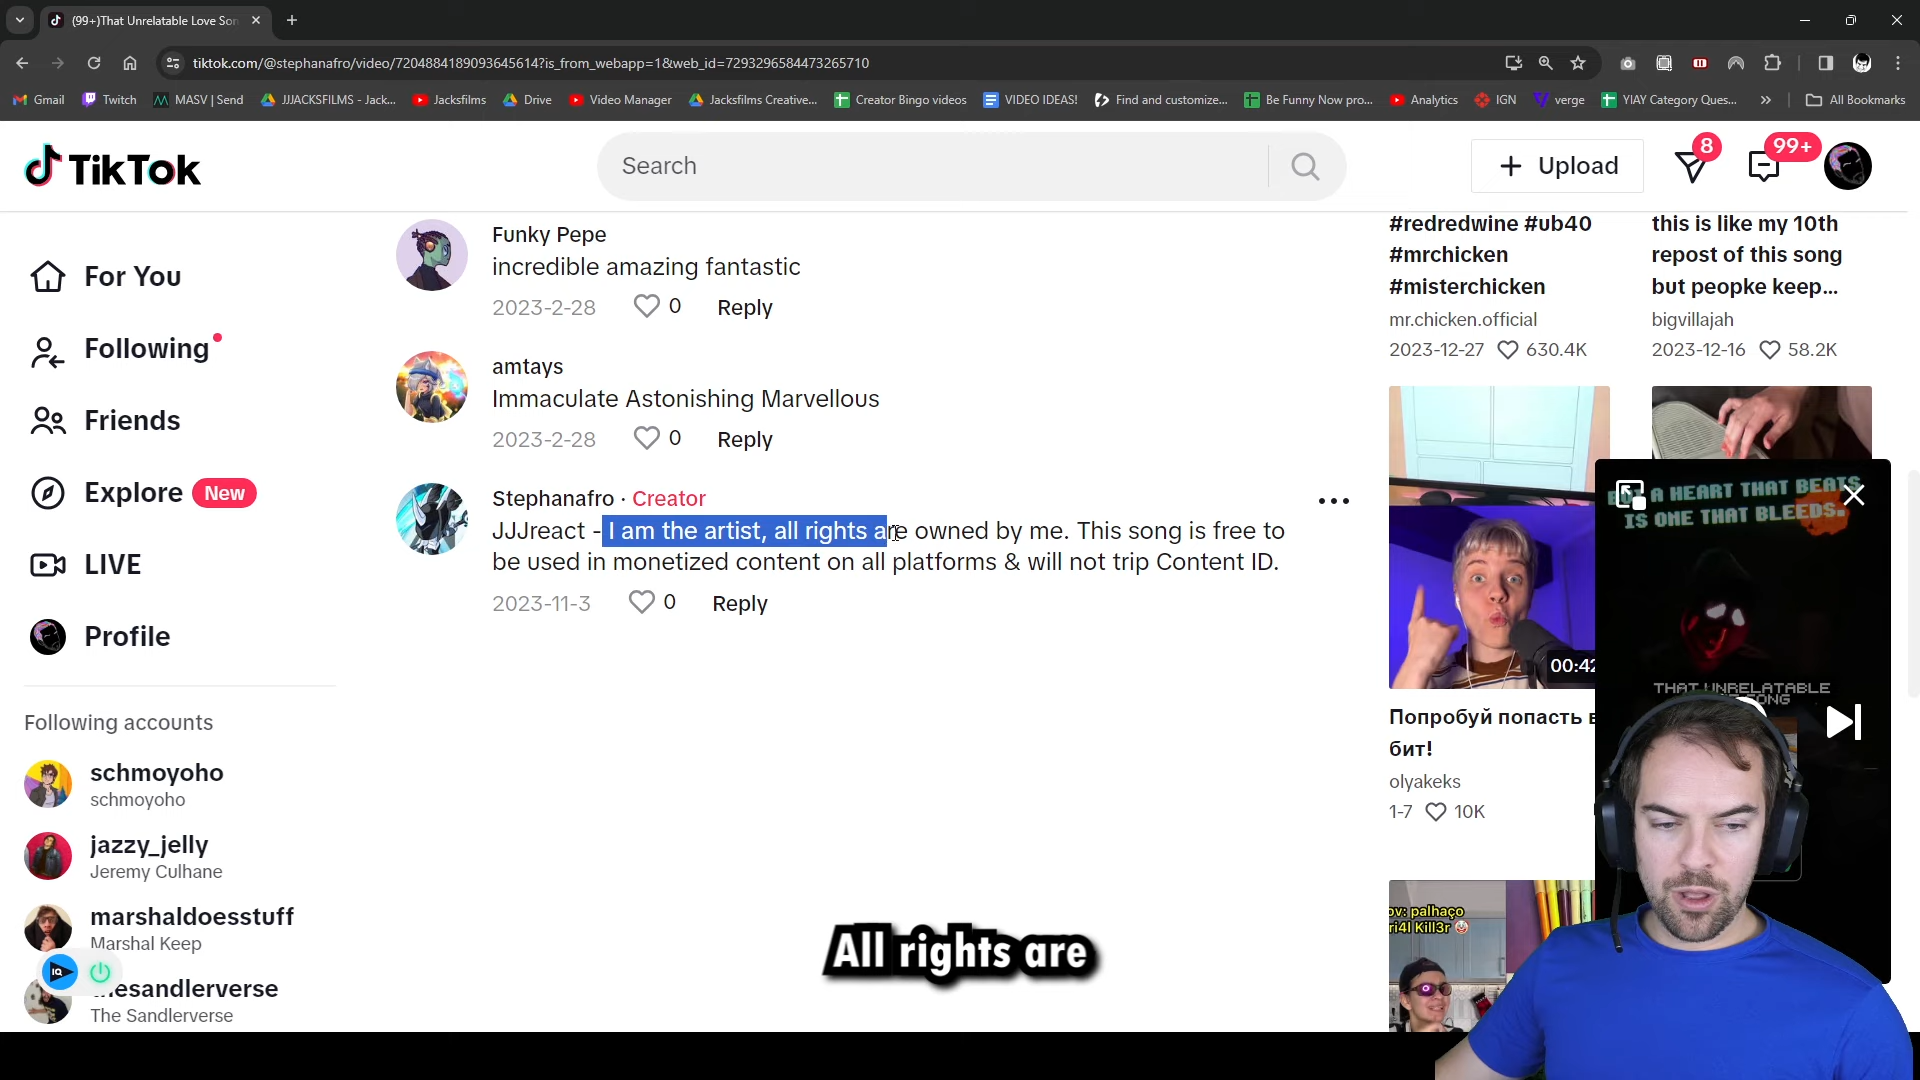 (99+)That Unrelatable Love Son
tiktok.com/@stephanafro/video/7204884189093645614?is_from_webapp=1&web_id=7293296584473265710
Gmail
Twitch
MASV | Send
JJJACKSFILMS - Jack...
Jacksfilms
Drive
Video Manager
Jacksfilms Creative...
Creator Bingo videos
VIDEO IDEAS!
Find and customize...
Be Funny Now pro...
Analytics
IGN
verge
YIAY Category Ques...
»
All Bookmarks
TikTok
Search
+ Upload
8
99+
For You
Following
Friends
Explore New
LIVE
Profile
Following accounts
schmoyoho
schmoyoho
jazzy_jelly
Jeremy Culhane
marshaldoesstuff
Marshal Keep
IQ
thesandlerverse
The Sandlerverse
Funky Pepe
incredible amazing fantastic
2023-2-28 0 Reply
amtays
Immaculate Astonishing Marvellous
2023-2-28 0 Reply
Stephanafro · Creator
JJJreact - I am the artist, all rights are owned by me. This song is free to
be used in monetized content on all platforms & will not trip Content ID.
2023-11-3 0 Reply
All rights are
#redredwine #ub40
#mrchicken
#misterchicken
mr.chicken.official
2023-12-27 630.4K
this is like my 10th
repost of this song
but peopke keep...
bigvillajah
2023-12-16 58.2K
00:42
Попробуй попасть в
бит!
olyakeks
1-7 10K
ov: palhaço
ri4l Kill3r
A HEART THAT BEATS
IS ONE THAT BLEEDS.
THAT UNRELATABLE
SONG